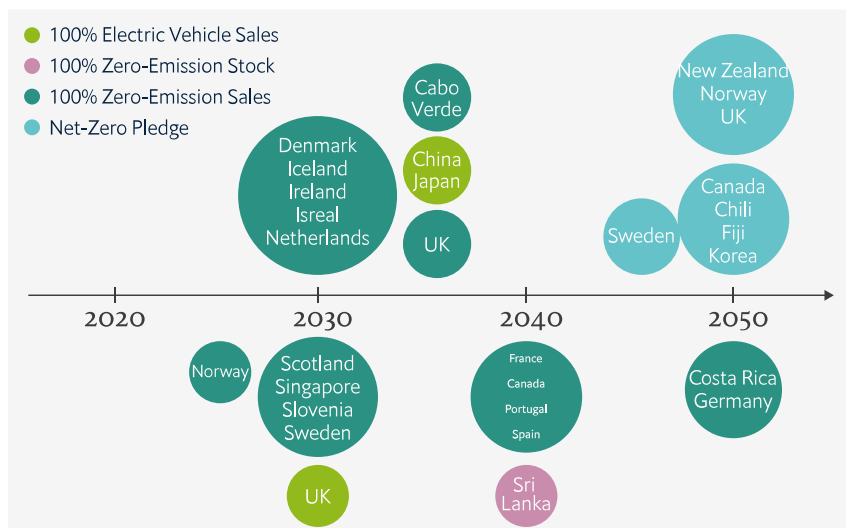 100% Electric Vehicle Sales
100% Zero-Emission Stock
100% Zero-Emission Sales
Net-Zero Pledge
Denmark
Iceland
Ireland
Isreal
Netherlands
Cabo
Verde
China
Japan
UK
New Zealand
Norway
UK
Sweden
Canada
Chili
Fiji
Korea
2020
2030
2040
2050
Norway
Scotland
Singapore
Slovenia
Sweden
UK
France
Canada
Portugal
Spain
Sri
Lanka
Costa Rica
Germany